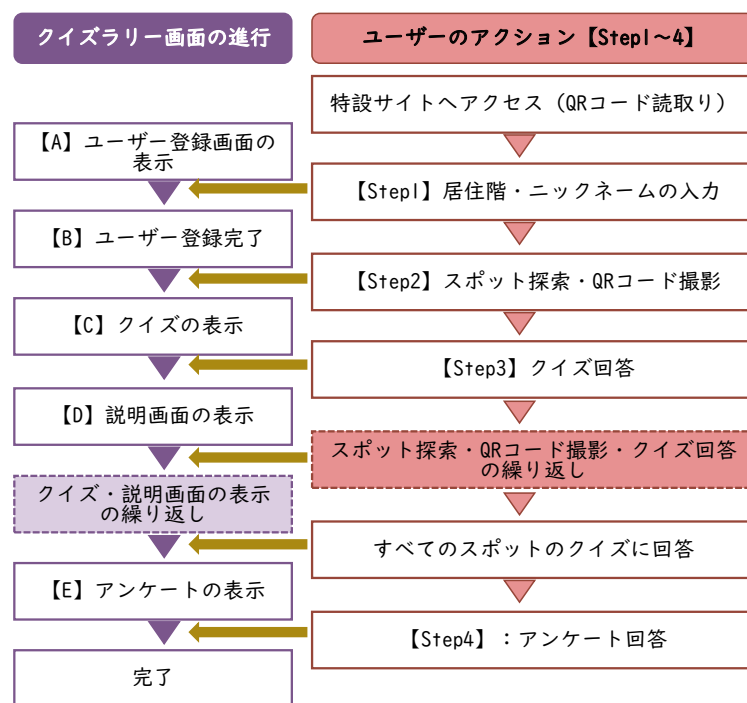 クイズラリー画面の進行
ユーザーのアクション【Step1～4】
特設サイトへアクセス（QRコード読取り）
【A】ユーザー登録画面の
表示
【Step1】居住階・ニックネームの入力
【B】ユーザー登録完了
【Step2】スポット探索・QRコード撮影
【C】クイズの表示
【Step3】クイズ回答
【D】説明画面の表示
スポット探索・QRコード撮影・クイズ回答
の繰り返し
クイズ・説明画面の表示
の繰り返し
すべてのスポットのクイズに回答
【E】アンケートの表示
【Step4】：アンケート回答
完了